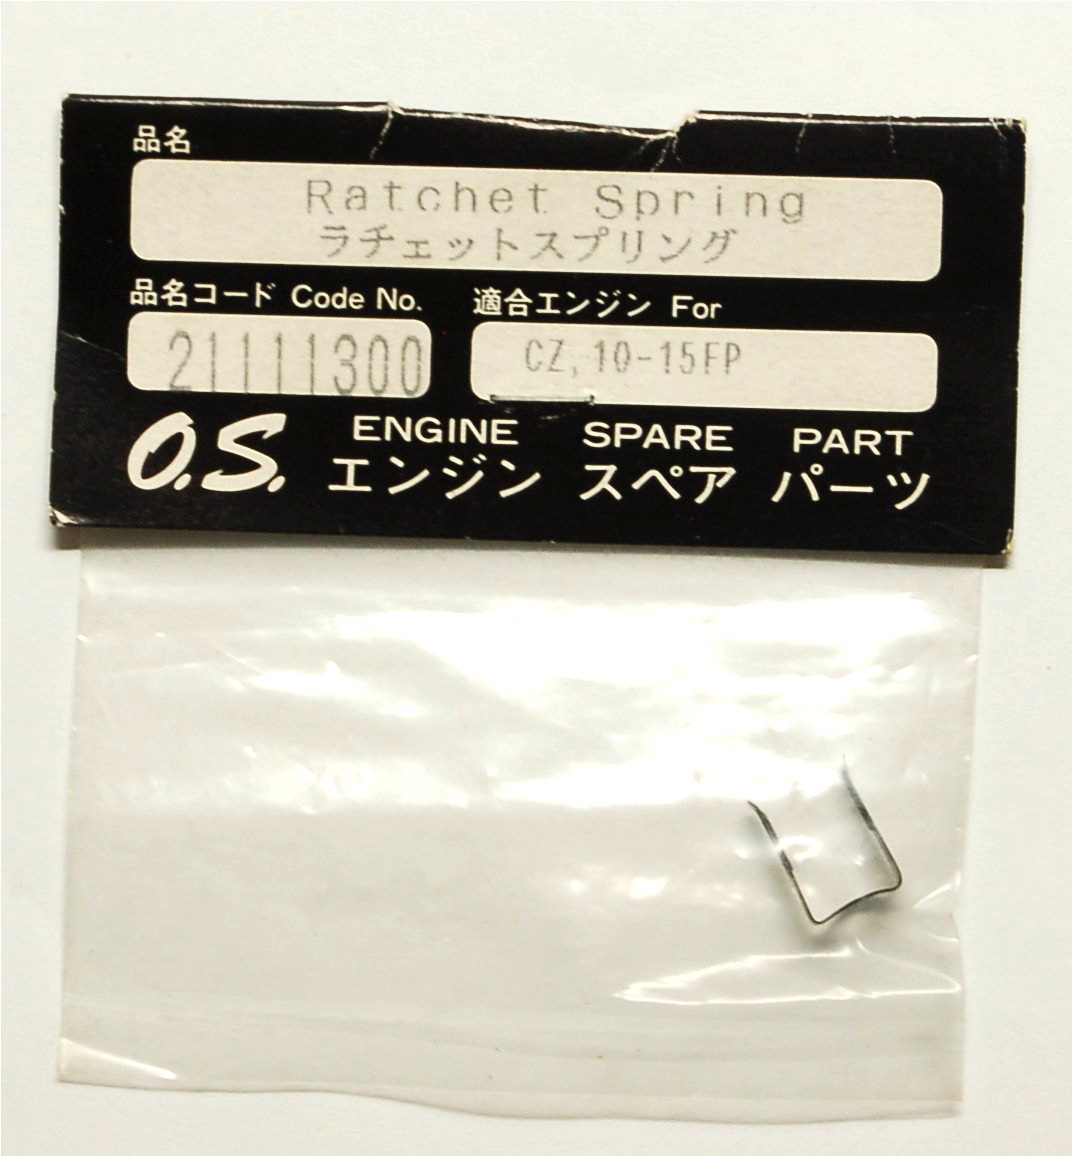 品名
Ratchet Spring
ラチェットスプリング
品名コード Code No. 適合エンジン For
21111300 CZ, 10-15FP
O.S. ENGINE SPARE PART
エンジン スペア パーツ